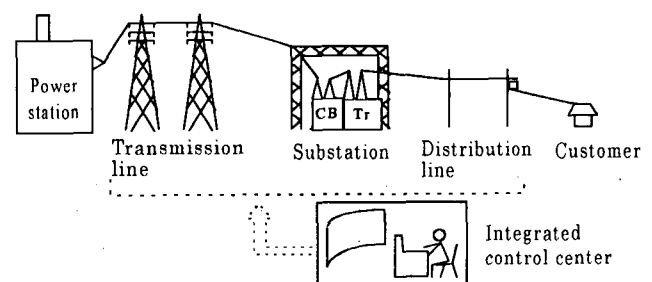 Power
station
CB Tr
Transmission
line
Substation
Distribution
line
Customer
Integrated
control center